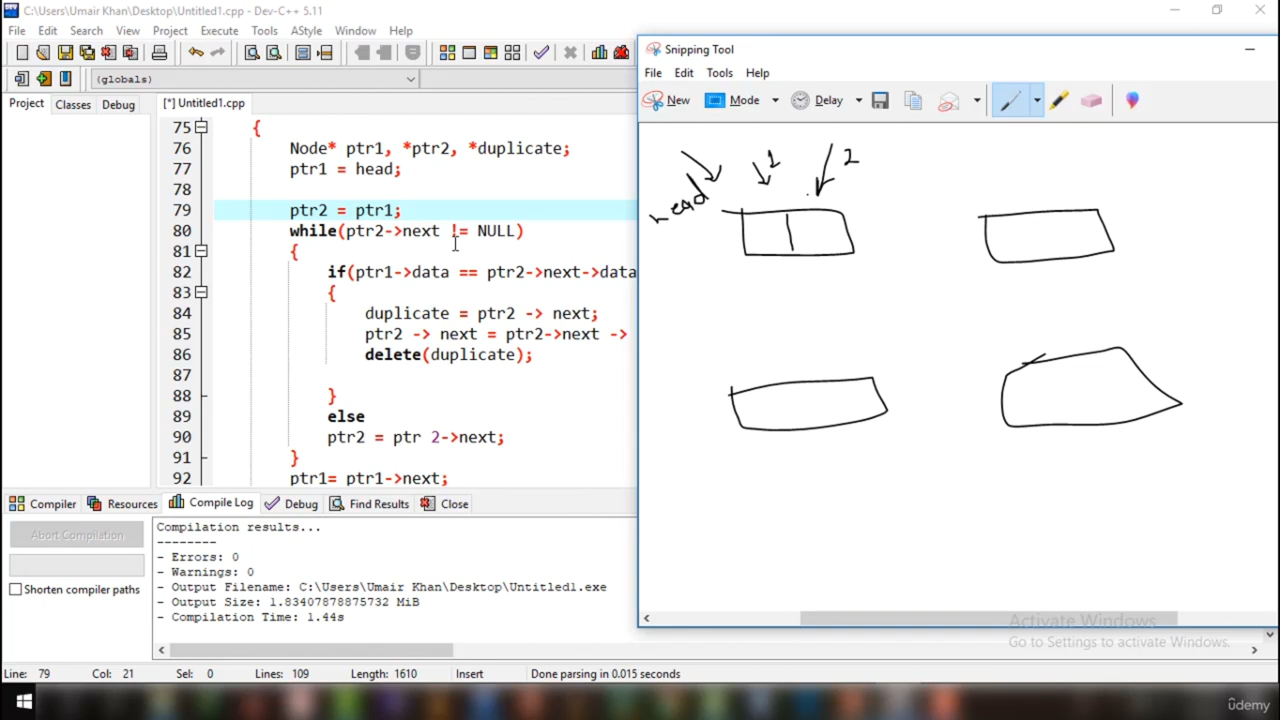 C:\Users\Umair Khan\Desktop\Untitled1.cpp - Dev-C++ 5.11
File Edit Search View Project Execute Tools AStyle Window Help
(globals)
Project Classes Debug
[*] Untitled1.cpp
75 {
76 Node* ptr1, *ptr2, *duplicate;
77 ptr1 = head;
78
79 ptr2 = ptr1;
80 while(ptr2->next != NULL)
81 {
82 if(ptr1->data == ptr2->next->data
83 {
84 duplicate = ptr2 -> next;
85 ptr2 -> next = ptr2->next ->
86 delete(duplicate);
87
88 }
89 else
90 ptr2 = ptr 2->next;
91 }
92 ptr1= ptr1->next;
Snipping Tool
File Edit Tools Help
New Mode Delay
head 1 2
Compiler Resources Compile Log Debug Find Results Close
Abort Compilation
Shorten compiler paths
Compilation results...
--------
- Errors: 0
- Warnings: 0
- Output Filename: C:\Users\Umair Khan\Desktop\Untitled1.exe
- Output Size: 1.83407878875732 MiB
- Compilation Time: 1.44s
Activate Windows
Go to Settings to activate Windows.
Line: 79 Col: 21 Sel: 0 Lines: 109 Length: 1610 Insert Done parsing in 0.015 seconds
ûdemy